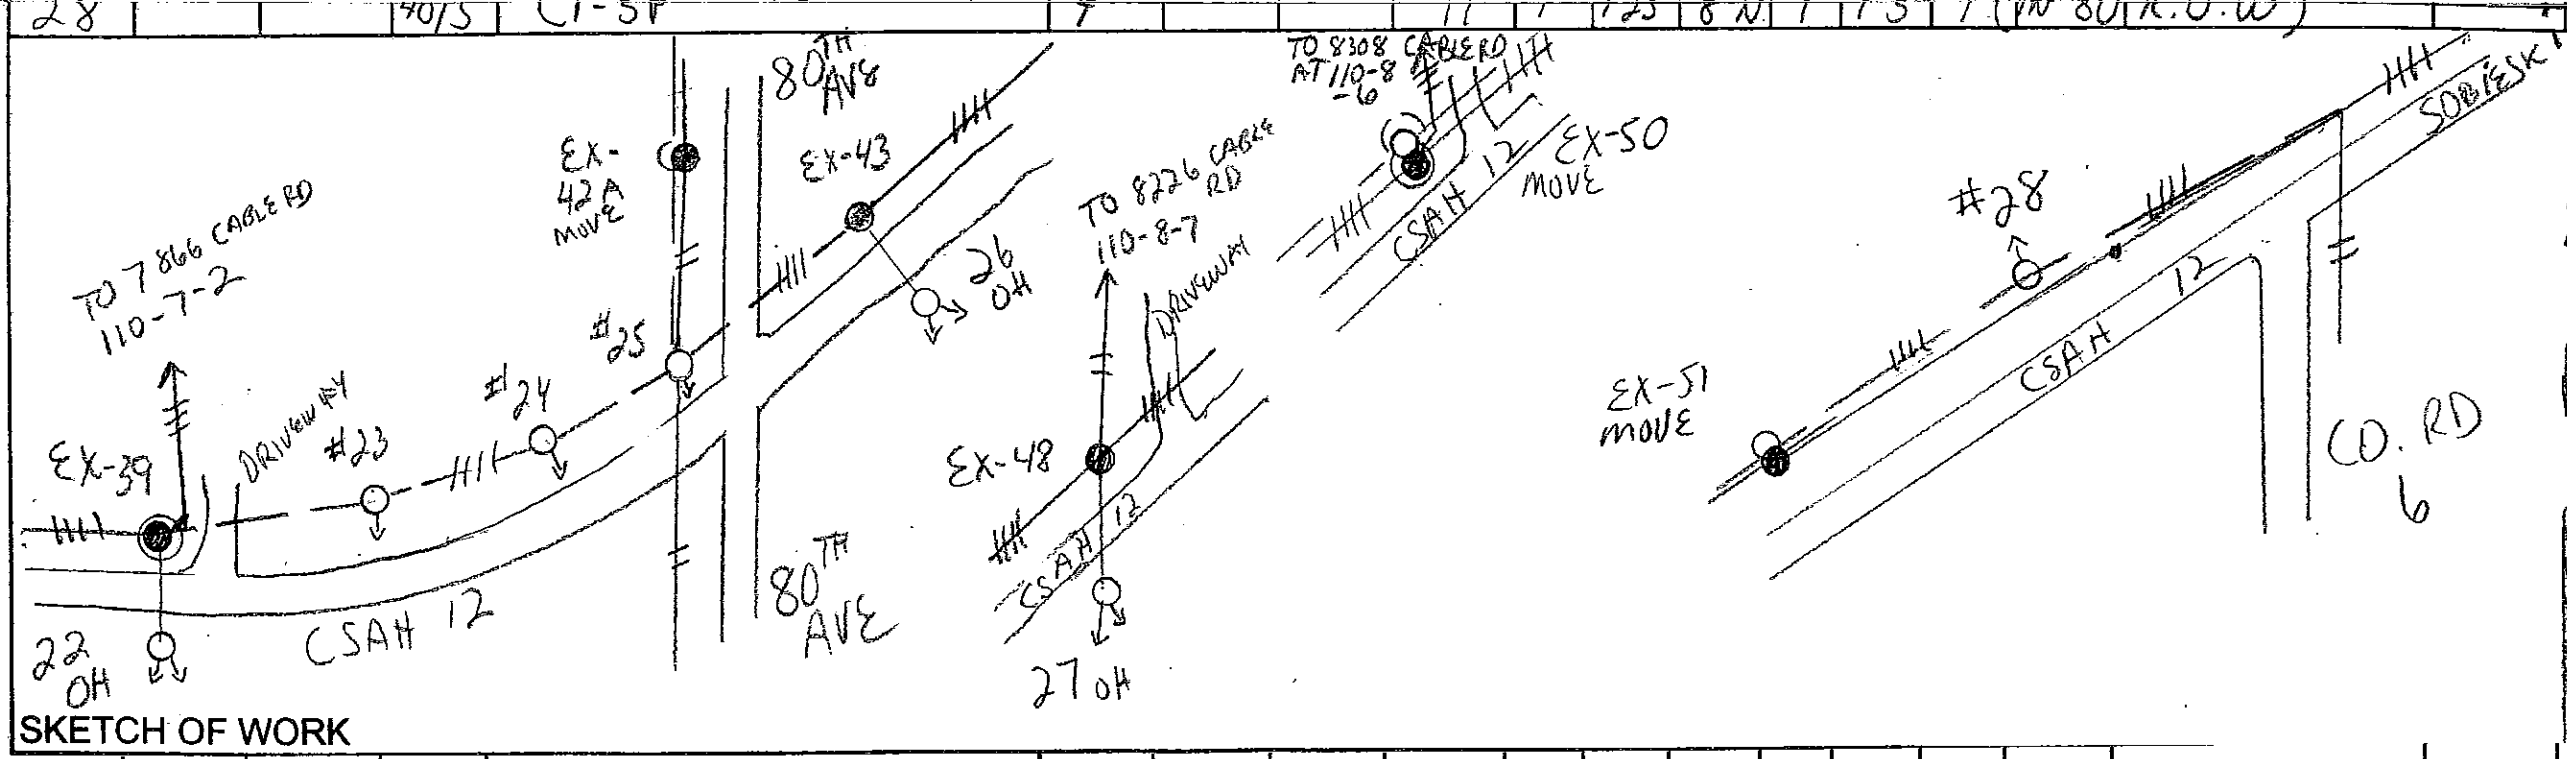 28 40/5 C1-5P
80TH
AVE
TO 8308 CABLE RD
AT 110-8
-6
SOBIESKI
EX-
42A
MOVE
EX-43
EX-50
MOVE
CSAH 12
TO 7866 CABLE RD
110-7-2
TO 8226 CABLE
RD
110-8-7
DRIVEWAY
#28
26
OH
#25
#24
#23
DRIVEWAY
EX-39
EX-48
CSAH 12
EX-51
MOVE
CSAH 12
CO. RD
6
80TH
AVE
CSAH 12
22
OH
27 OH
SKETCH OF WORK